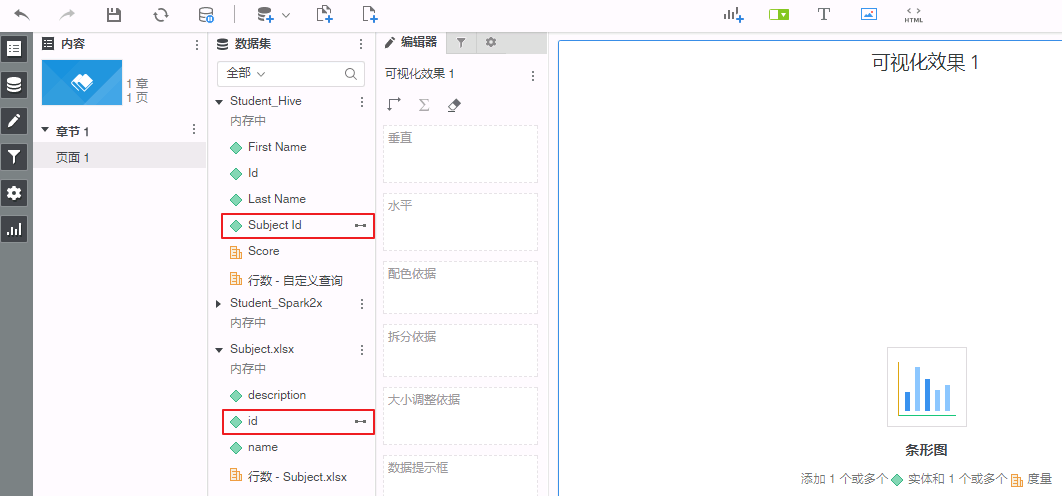 HTML
内容
1 章
1 页
章节 1
页面 1
数据集
全部
Student_Hive
内存中
First Name
Id
Last Name
Subject Id
Score
行数 - 自定义查询
Student_Spark2x
内存中
Subject.xlsx
内存中
description
id
name
行数 - Subject.xlsx
编辑器
可视化效果 1
垂直
水平
配色依据
拆分依据
大小调整依据
数据提示框
可视化效果 1
条形图
添加 1 个或多个 实体和 1 个或多个 度量